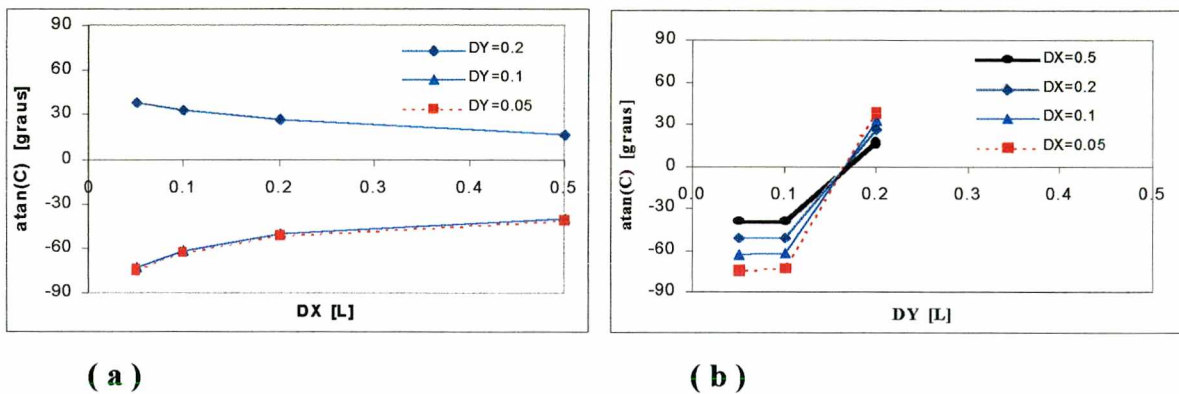 90
60
30
0
-30
-60
-90
atan(C) [graus]
0 0.1 0.2 0.3 0.4 0.5
DX [L]
DY=0.2
DY=0.1
DY=0.05
( a )
90
60
30
0
-30
-60
-90
atan(C) [graus]
0.0 0.1 0.2 0.3 0.4 0.5
DY [L]
DX=0.5
DX=0.2
DX=0.1
DX=0.05
( b )